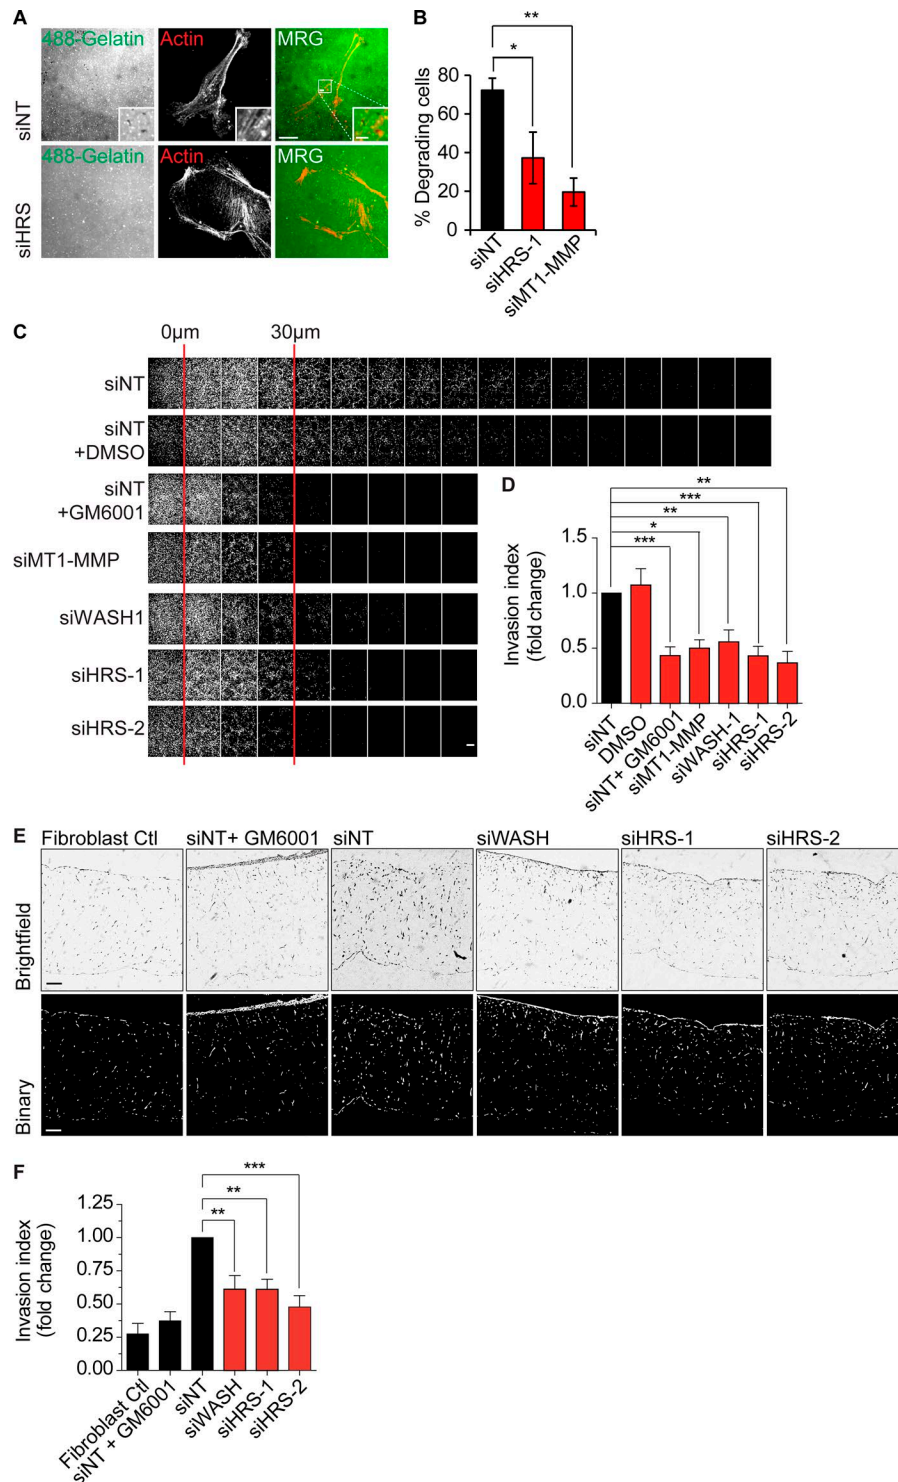 A
488-Gelatin Actin MRG
siNT
488-Gelatin Actin MRG
siHRS
B
**
*
80
60
40
20
0
% Degrading cells
siNT
siHRS-1
siMT1-MMP
C
0µm 30µm
siNT
siNT
+DMSO
siNT
+GM6001
siMT1-MMP
siWASH1
siHRS-1
siHRS-2
D
**
***
**
*
***
1.5
1.0
0.5
0.0
Invasion index
(fold change)
siNT
DMSO
siNT+ GM6001
siMT1-MMP
siWASH-1
siHRS-1
siHRS-2
E
Fibroblast Ctl siNT+ GM6001 siNT siWASH siHRS-1 siHRS-2
Brightfield
Binary
F
***
**
**
1.25
1.00
0.75
0.50
0.25
0.00
Invasion index
(fold change)
Fibroblast Ctl
siNT + GM6001
siNT
siWASH
siHRS-1
siHRS-2